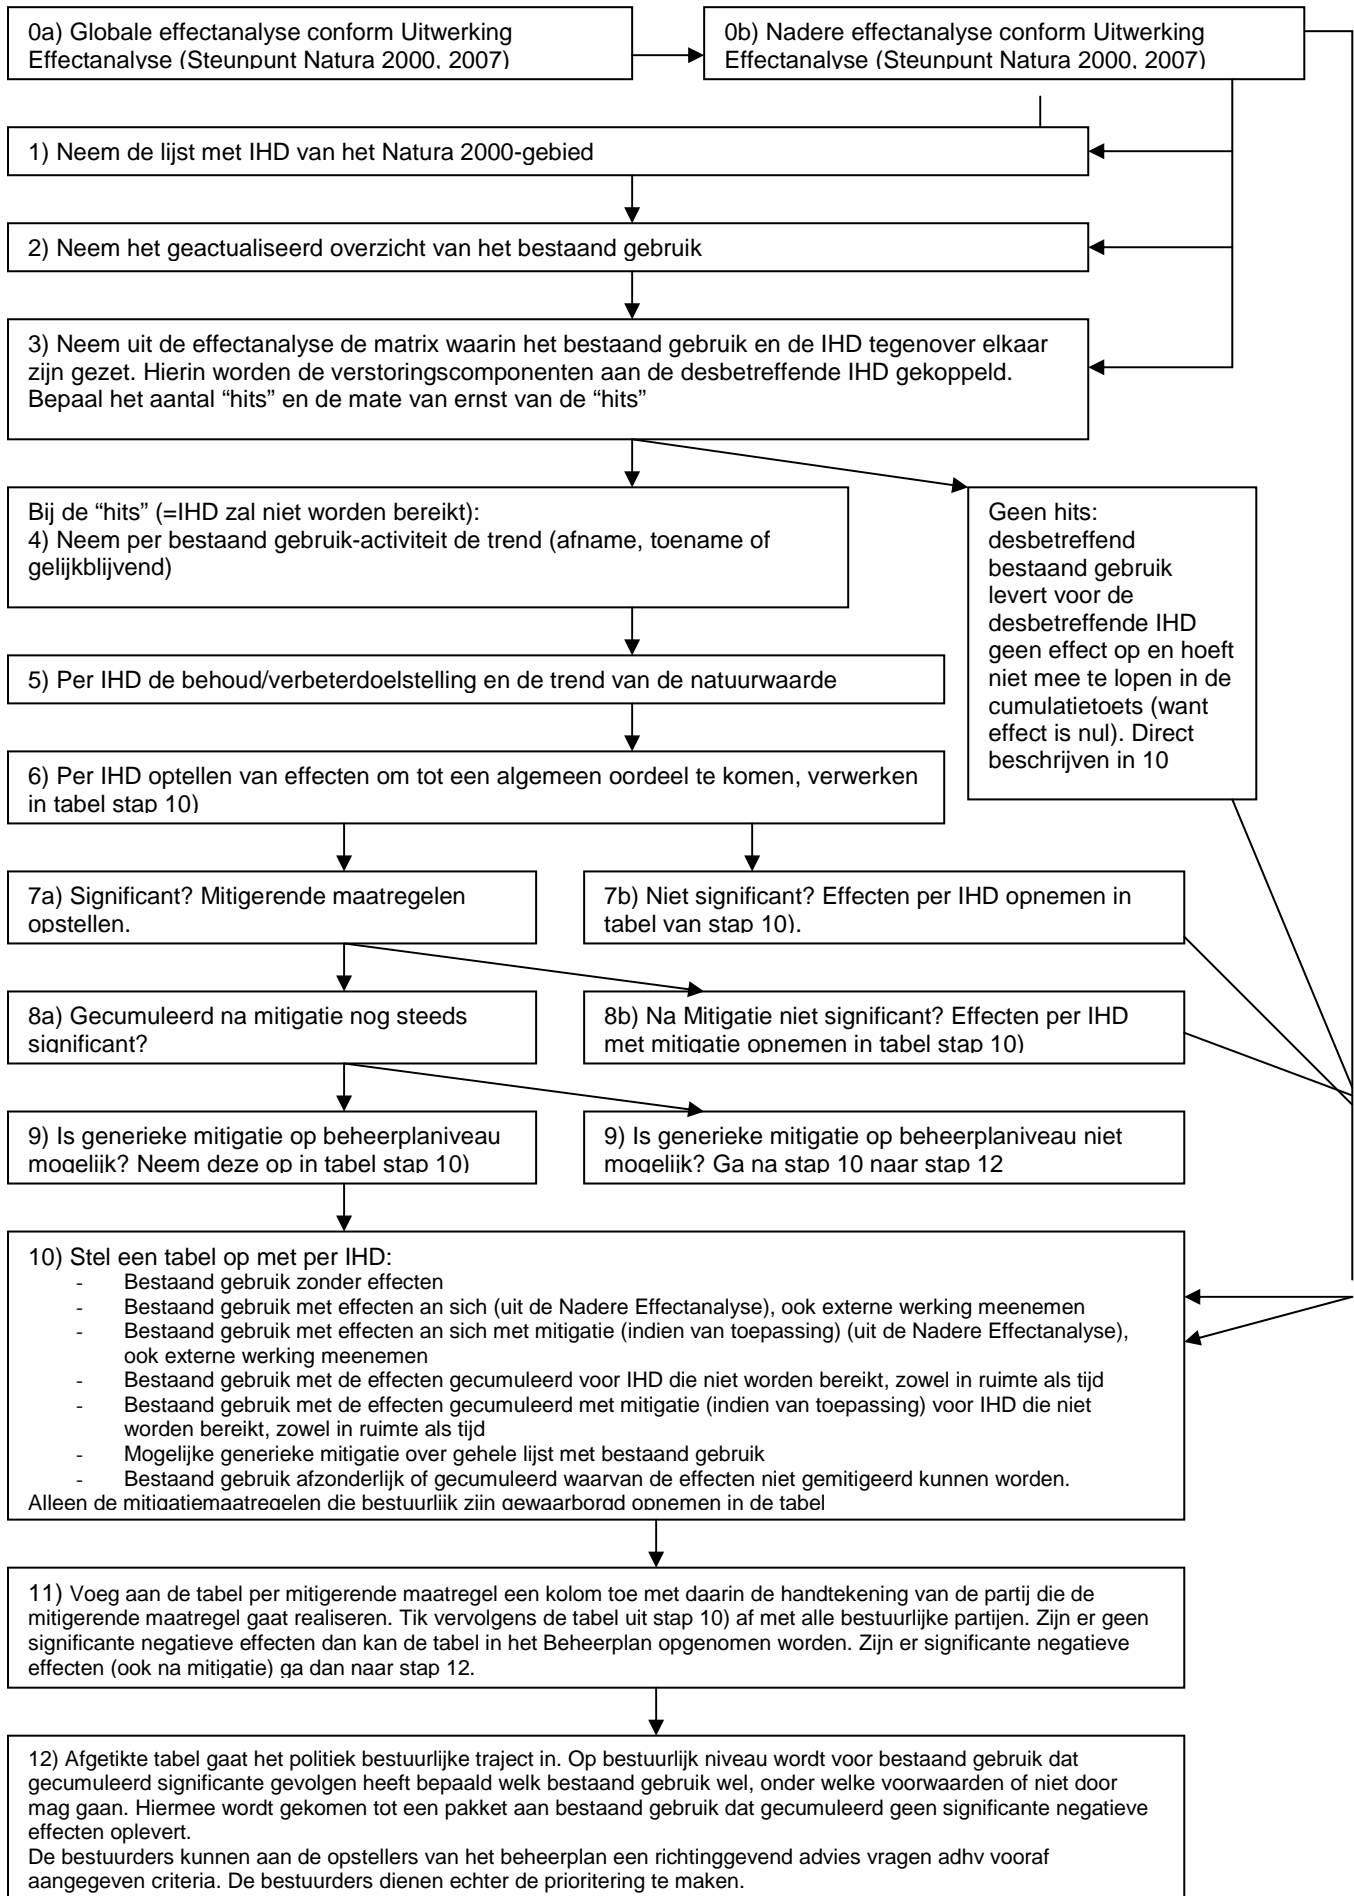 0a) Globale effectanalyse conform Uitwerking
Effectanalyse (Steunpunt Natura 2000, 2007)
0b) Nadere effectanalyse conform Uitwerking
Effectanalyse (Steunpunt Natura 2000, 2007)
1) Neem de lijst met IHD van het Natura 2000-gebied
2) Neem het geactualiseerd overzicht van het bestaand gebruik
3) Neem uit de effectanalyse de matrix waarin het bestaand gebruik en de IHD tegenover elkaar
zijn gezet. Hierin worden de verstoringscomponenten aan de desbetreffende IHD gekoppeld.
Bepaal het aantal “hits” en de mate van ernst van de “hits”
Bij de “hits” (=IHD zal niet worden bereikt):
4) Neem per bestaand gebruik-activiteit de trend (afname, toename of
gelijkblijvend)
Geen hits:
desbetreffend
bestaand gebruik
levert voor de
desbetreffende IHD
geen effect op en hoeft
niet mee te lopen in de
cumulatietoets (want
effect is nul). Direct
beschrijven in 10
5) Per IHD de behoud/verbeterdoelstelling en de trend van de natuurwaarde
6) Per IHD optellen van effecten om tot een algemeen oordeel te komen, verwerken
in tabel stap 10)
7a) Significant? Mitigerende maatregelen
opstellen.
7b) Niet significant? Effecten per IHD opnemen in
tabel van stap 10).
8a) Gecumuleerd na mitigatie nog steeds
significant?
8b) Na Mitigatie niet significant? Effecten per IHD
met mitigatie opnemen in tabel stap 10)
9) Is generieke mitigatie op beheerplaniveau
mogelijk? Neem deze op in tabel stap 10)
9) Is generieke mitigatie op beheerplaniveau niet
mogelijk? Ga na stap 10 naar stap 12
10) Stel een tabel op met per IHD:
- Bestaand gebruik zonder effecten
- Bestaand gebruik met effecten an sich (uit de Nadere Effectanalyse), ook externe werking meenemen
- Bestaand gebruik met effecten an sich met mitigatie (indien van toepassing) (uit de Nadere Effectanalyse),
ook externe werking meenemen
- Bestaand gebruik met de effecten gecumuleerd voor IHD die niet worden bereikt, zowel in ruimte als tijd
- Bestaand gebruik met de effecten gecumuleerd met mitigatie (indien van toepassing) voor IHD die niet
worden bereikt, zowel in ruimte als tijd
- Mogelijke generieke mitigatie over gehele lijst met bestaand gebruik
- Bestaand gebruik afzonderlijk of gecumuleerd waarvan de effecten niet gemitigeerd kunnen worden.
Alleen de mitigatiemaatregelen die bestuurlijk zijn gewaarborgd opnemen in de tabel
11) Voeg aan de tabel per mitigerende maatregel een kolom toe met daarin de handtekening van de partij die de
mitigerende maatregel gaat realiseren. Tik vervolgens de tabel uit stap 10) af met alle bestuurlijke partijen. Zijn er geen
significante negatieve effecten dan kan de tabel in het Beheerplan opgenomen worden. Zijn er significante negatieve
effecten (ook na mitigatie) ga dan naar stap 12.
12) Afgetikte tabel gaat het politiek bestuurlijke traject in. Op bestuurlijk niveau wordt voor bestaand gebruik dat
gecumuleerd significante gevolgen heeft bepaald welk bestaand gebruik wel, onder welke voorwaarden of niet door
mag gaan. Hiermee wordt gekomen tot een pakket aan bestaand gebruik dat gecumuleerd geen significante negatieve
effecten oplevert.
De bestuurders kunnen aan de opstellers van het beheerplan een richtinggevend advies vragen adhv vooraf
aangegeven criteria. De bestuurders dienen echter de prioritering te maken.